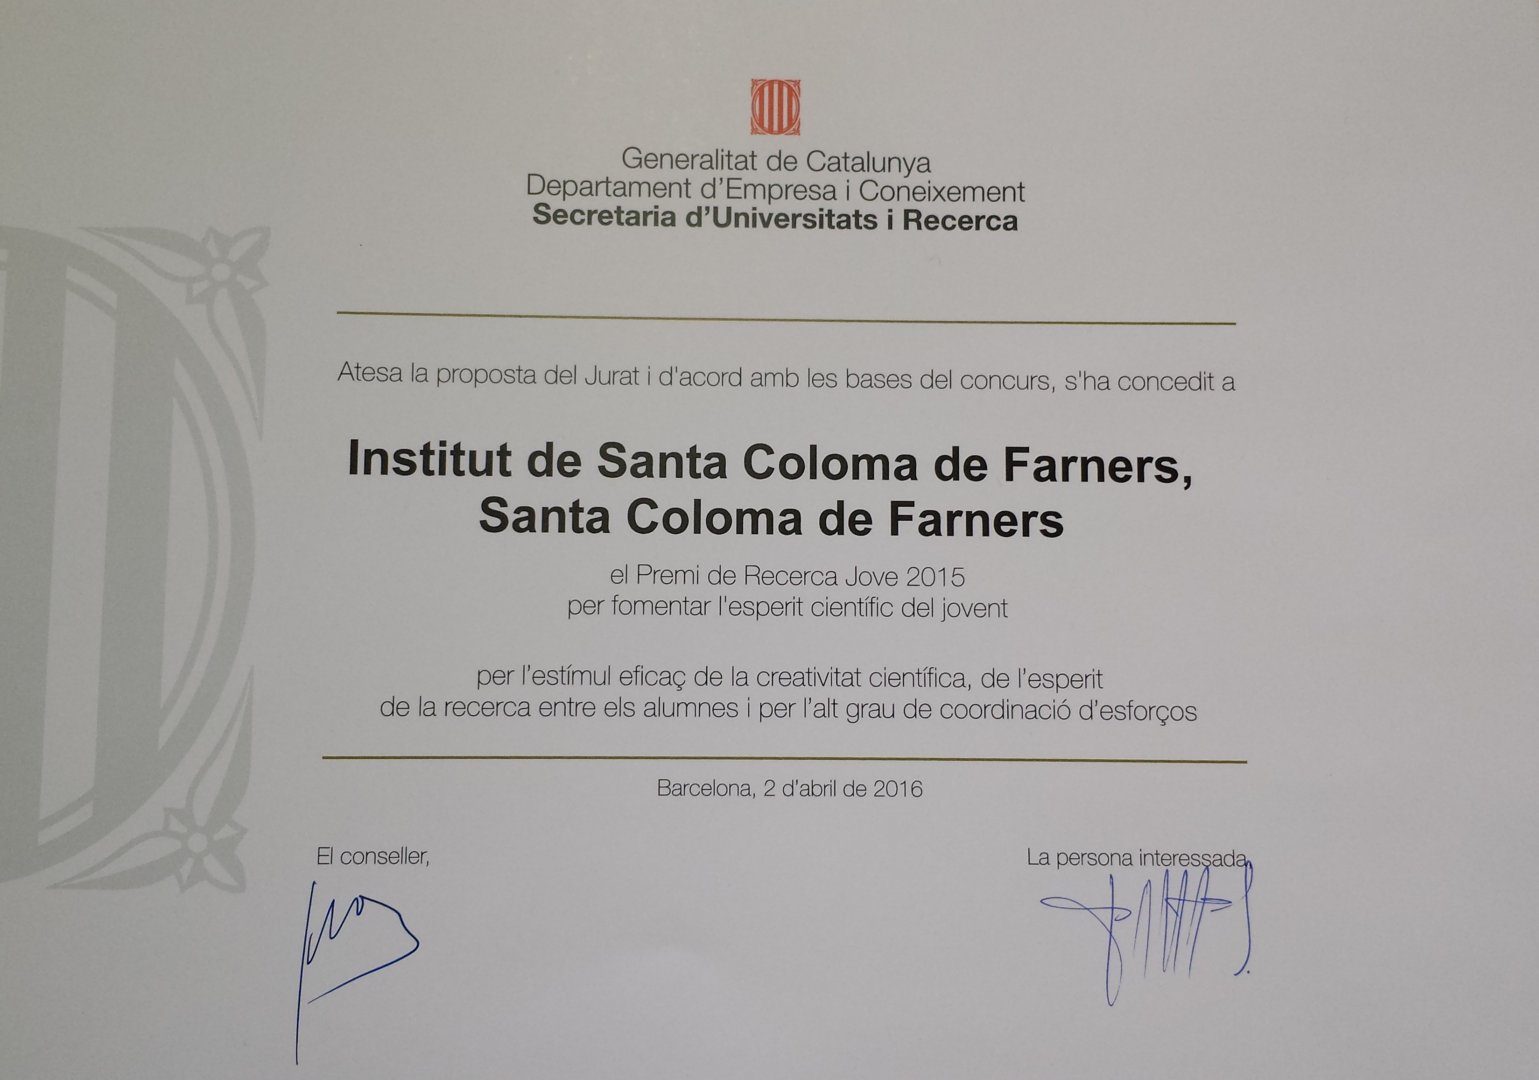 Generalitat de Catalunya
Departament d'Empresa i Coneixement
Secretaria d'Universitats i Recerca
Atesa la proposta del Jurat i d'acord amb les bases del concurs, s'ha concedit a
Institut de Santa Coloma de Farners,
Santa Coloma de Farners
el Premi de Recerca Jove 2015
per fomentar l'esperit científic del jovent
per l'estímul eficaç de la creativitat científica, de l'esperit
de la recerca entre els alumnes i per l'alt grau de coordinació d'esforços
Barcelona, 2 d'abril de 2016
El conseller,
La persona interessada,